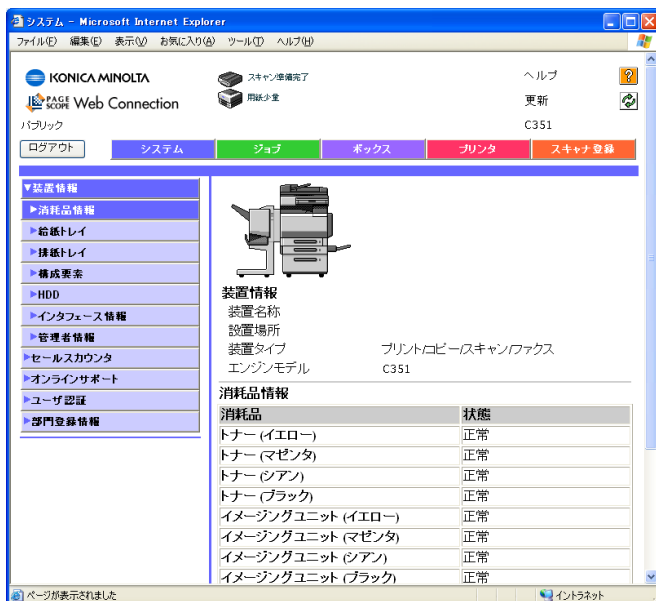 システム - Microsoft Internet Explorer
ファイル(F) 編集(E) 表示(V) お気に入り(A) ツール(T) ヘルプ(H)
KONICA MINOLTA
スキャン準備完了
ヘルプ
PAGE SCOPE Web Connection
用紙少量
更新
パブリック
C351
ログアウト
システム
ジョブ
ボックス
プリンタ
スキャナ登録
▼装置情報
▶消耗品情報
▶給紙トレイ
▶排紙トレイ
▶構成要素
▶HDD
▶インタフェース情報
▶管理者情報
▶セールスカウンタ
▶オンラインサポート
▶ユーザ認証
▶部門登録情報
装置情報
装置名称
設置場所
装置タイプ プリント/コピー/スキャン/ファクス
エンジンモデル C351
消耗品情報
消耗品 状態
トナー (イエロー) 正常
トナー (マゼンタ) 正常
トナー (シアン) 正常
トナー (ブラック) 正常
イメージングユニット (イエロー) 正常
イメージングユニット (マゼンタ) 正常
イメージングユニット (シアン) 正常
イメージングユニット (ブラック) 正常
ページが表示されました
イントラネット